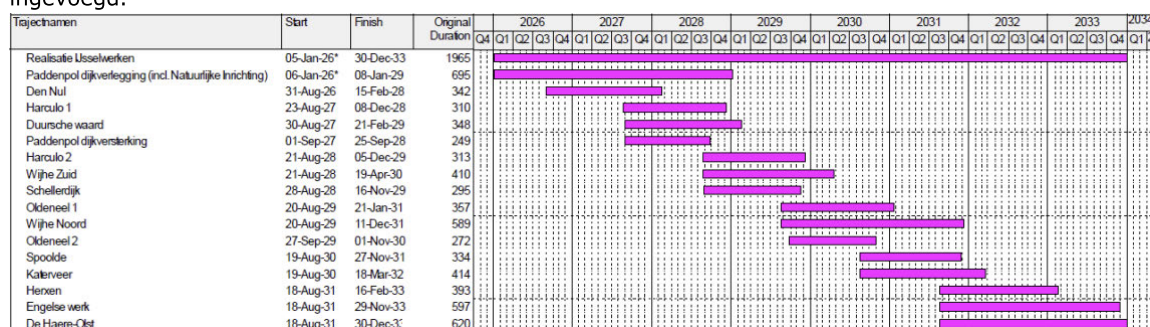 ingevoegd.
Trajectnamen Start Finish Original Duration 2026 2027 2028 2029 2030 2031 2032 2033 2034
Q4 Q1 Q2 Q3 Q4 Q1 Q2 Q3 Q4 Q1 Q2 Q3 Q4 Q1 Q2 Q3 Q4 Q1 Q2 Q3 Q4 Q1 Q2 Q3 Q4 Q1 Q2 Q3 Q4 Q1 Q2 Q3 Q4 Q1
Realisatie IJsselwerken 05-Jan-26* 30-Dec-33 1965
Paddenpol dijkverlegging (incl. Natuurlijke Inrichting) 06-Jan-26* 08-Jan-29 695
Den Nul 31-Aug-26 15-Feb-28 342
Harculo 1 23-Aug-27 08-Dec-28 310
Duursche waard 30-Aug-27 21-Feb-29 348
Paddenpol dijkversterking 01-Sep-27 25-Sep-28 249
Harculo 2 21-Aug-28 05-Dec-29 313
Wijhe Zuid 21-Aug-28 19-Apr-30 410
Schellerdijk 28-Aug-28 16-Nov-29 295
Oldeneel 1 20-Aug-29 21-Jan-31 357
Wijhe Noord 20-Aug-29 11-Dec-31 589
Oldeneel 2 27-Sep-29 01-Nov-30 272
Spoolde 19-Aug-30 27-Nov-31 334
Katerveer 19-Aug-30 18-Mar-32 414
Herxen 18-Aug-31 16-Feb-33 393
Engelse werk 18-Aug-31 29-Nov-33 597
De Haere-Olst 18-Aug-31 30-Dec-33 620